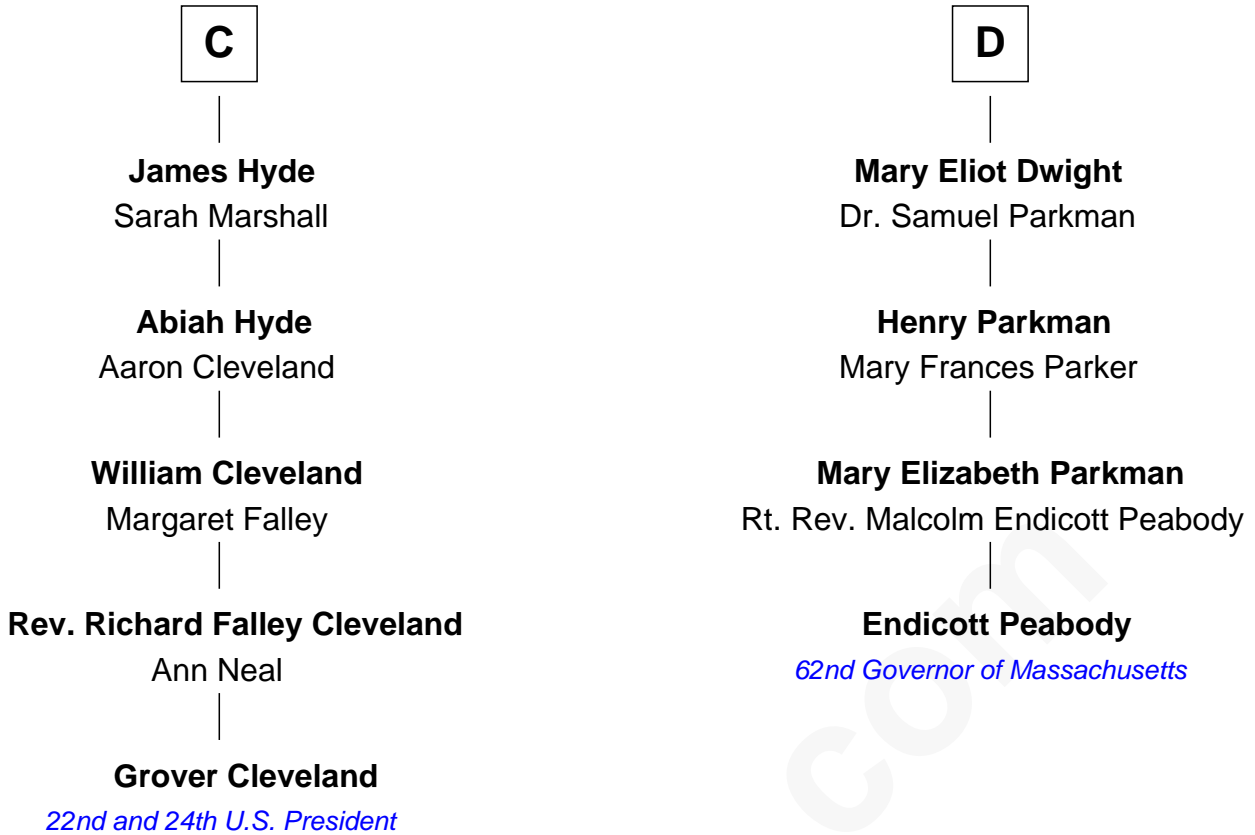 C
James Hyde
Sarah Marshall
Abiah Hyde
Aaron Cleveland
William Cleveland
Margaret Falley
Rev. Richard Falley Cleveland
Ann Neal
Grover Cleveland
22nd and 24th U.S. President
D
Mary Eliot Dwight
Dr. Samuel Parkman
Henry Parkman
Mary Frances Parker
Mary Elizabeth Parkman
Rt. Rev. Malcolm Endicott Peabody
Endicott Peabody
62nd Governor of Massachusetts
com